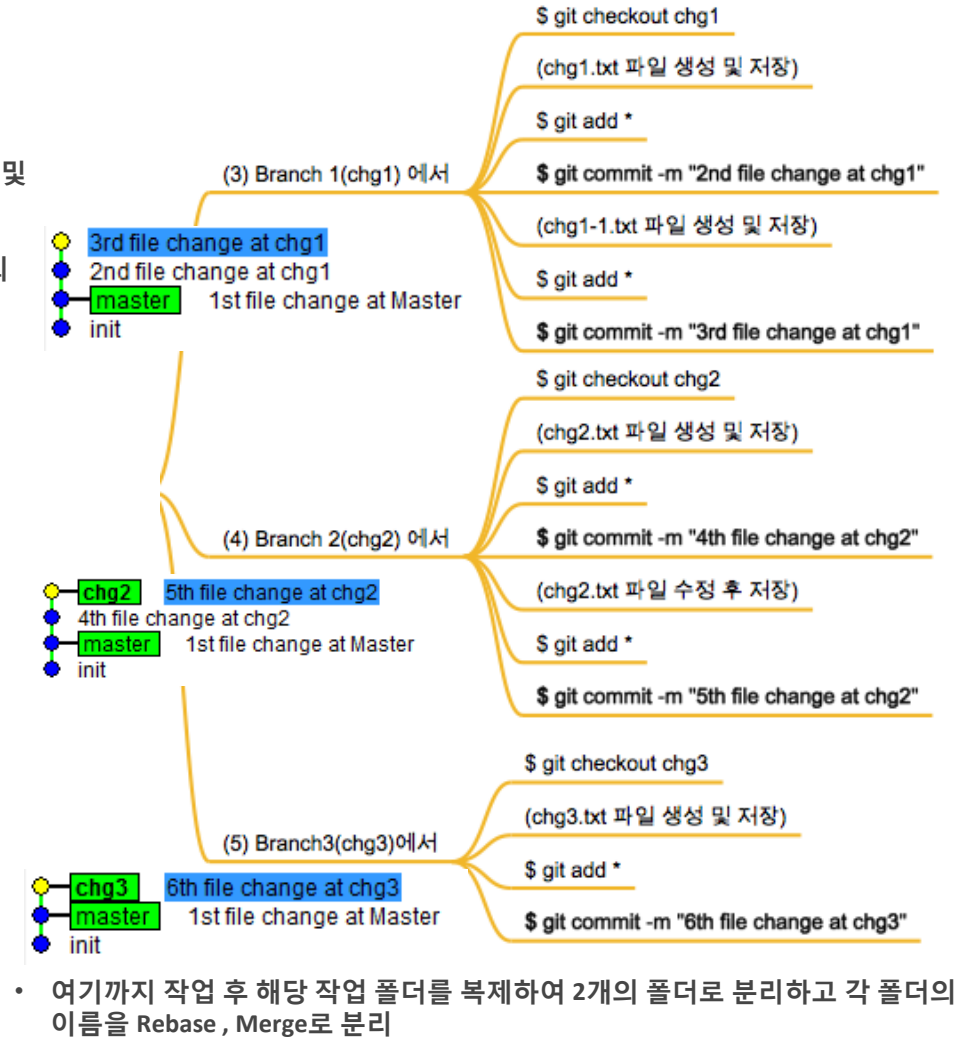 $ git checkout chg1
(chg1.txt 파일 생성 및 저장)
$ git add *
및
(3) Branch 1(chg1) 에서
$ git commit -m "2nd file change at chg1"
(chg1-1.txt 파일 생성 및 저장)
$ git add *
$ git commit -m "3rd file change at chg1"
3rd file change at chg1
2nd file change at chg1
master 1st file change at Master
init
$ git checkout chg2
(chg2.txt 파일 생성 및 저장)
$ git add *
(4) Branch 2(chg2) 에서
$ git commit -m "4th file change at chg2"
(chg2.txt 파일 수정 후 저장)
$ git add *
$ git commit -m "5th file change at chg2"
chg2 5th file change at chg2
4th file change at chg2
master 1st file change at Master
init
$ git checkout chg3
(chg3.txt 파일 생성 및 저장)
(5) Branch3(chg3)에서
$ git add *
$ git commit -m "6th file change at chg3"
chg3 6th file change at chg3
master 1st file change at Master
init
• 여기까지 작업 후 해당 작업 폴더를 복제하여 2개의 폴더로 분리하고 각 폴더의
이름을 Rebase , Merge로 분리